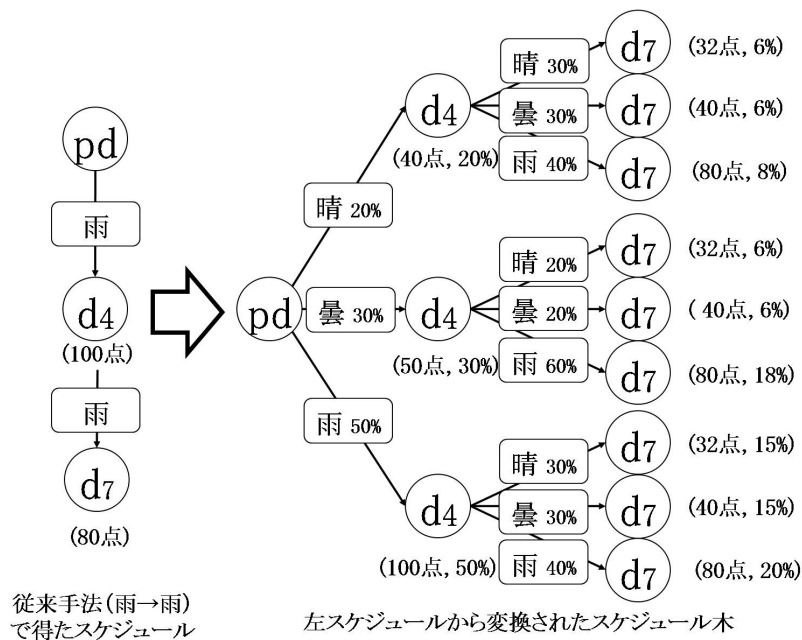 pd
雨
d4
(100点)
雨
d7
(80点)
従来手法(雨→雨)
で得たスケジュール
pd
晴 20%
曇 30%
雨 50%
d4
(40点, 20%)
晴 30%
曇 30%
雨 40%
d7 (32点, 6%)
d7 (40点, 6%)
d7 (80点, 8%)
d4
(50点, 30%)
晴 20%
曇 20%
雨 60%
d7 (32点, 6%)
d7 ( 40点, 6%)
d7 (80点, 18%)
d4
(100点, 50%)
晴 30%
曇 30%
雨 40%
d7 (32点, 15%)
d7 (40点, 15%)
d7 (80点, 20%)
左スケジュールから変換されたスケジュール木